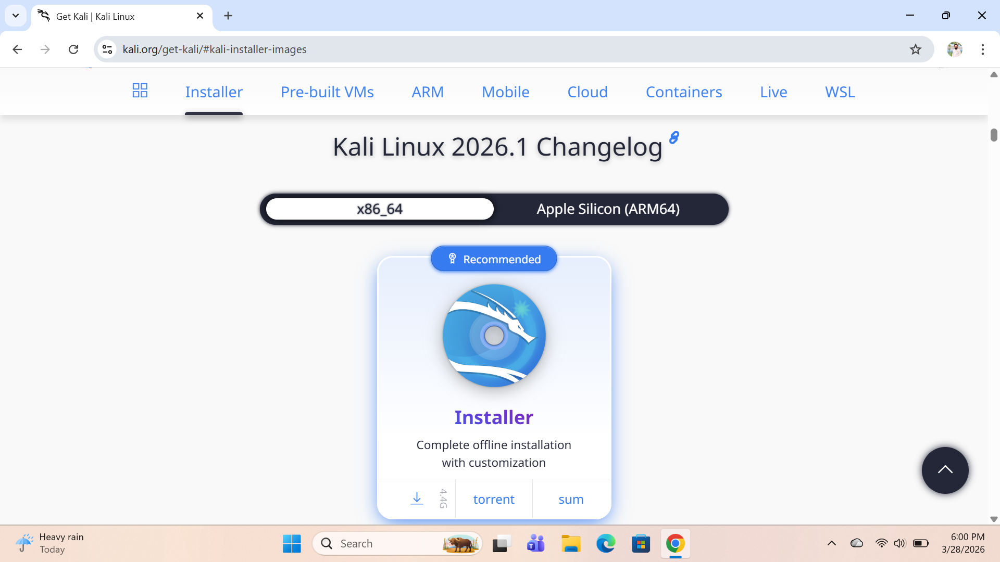 Get Kali | Kali Linux
kali.org/get-kali/#kali-installer-images
Installer Pre-built VMs ARM Mobile Cloud Containers Live WSL
Kali Linux 2026.1 Changelog
x86_64 Apple Silicon (ARM64)
Recommended
Installer
Complete offline installation
with customization
4.4G torrent sum
Heavy rain
Today
Search
6:00 PM
3/28/2026